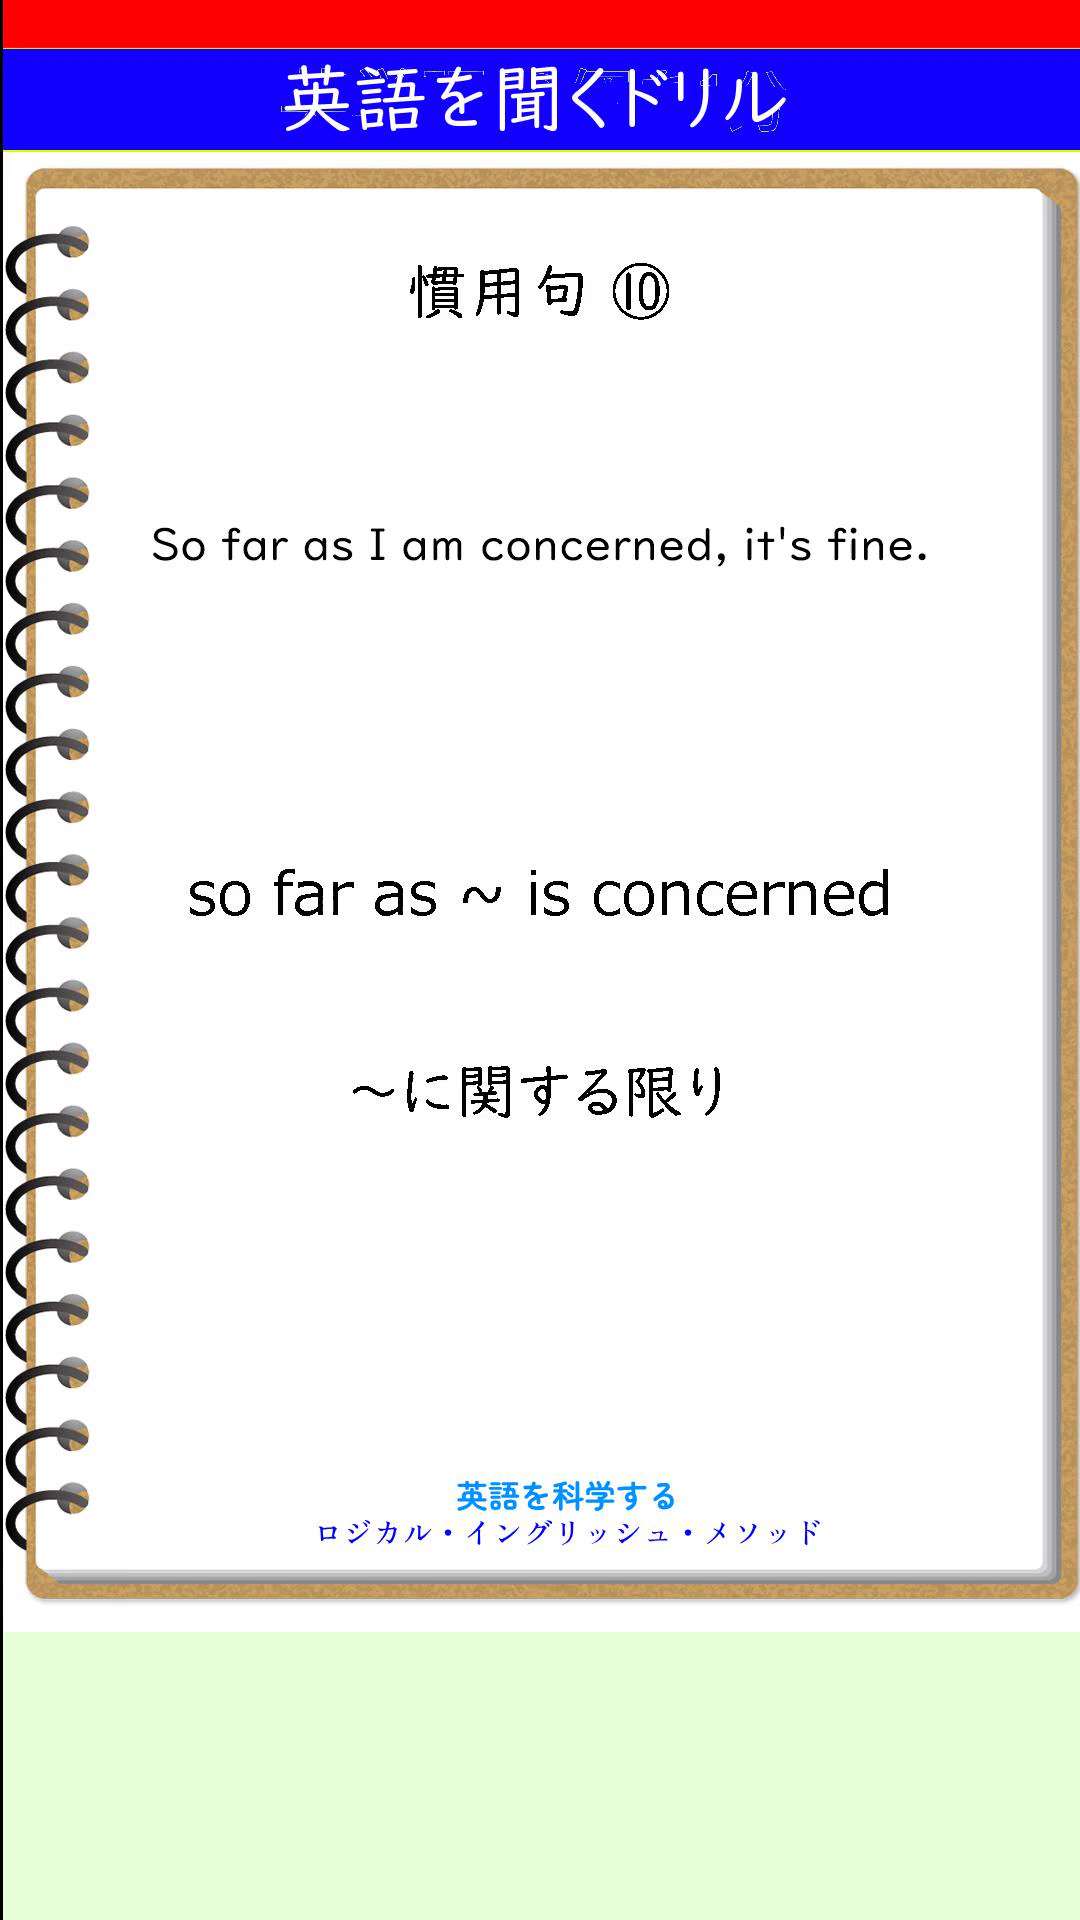 英語を聞くドリル
慣用句 ⑩
So far as I am concerned, it's fine.
so far as ~ is concerned
～に関する限り
英語を科学する
ロジカル・イングリッシュ・メソッド